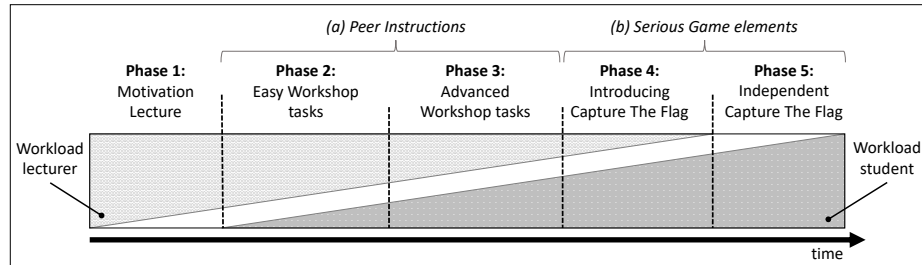 (a) Peer Instructions
(b) Serious Game elements
Phase 1:
Motivation
Lecture
Phase 2:
Easy Workshop
tasks
Phase 3:
Advanced
Workshop tasks
Phase 4:
Introducing
Capture The Flag
Phase 5:
Independent
Capture The Flag
Workload
lecturer
Workload
student
time